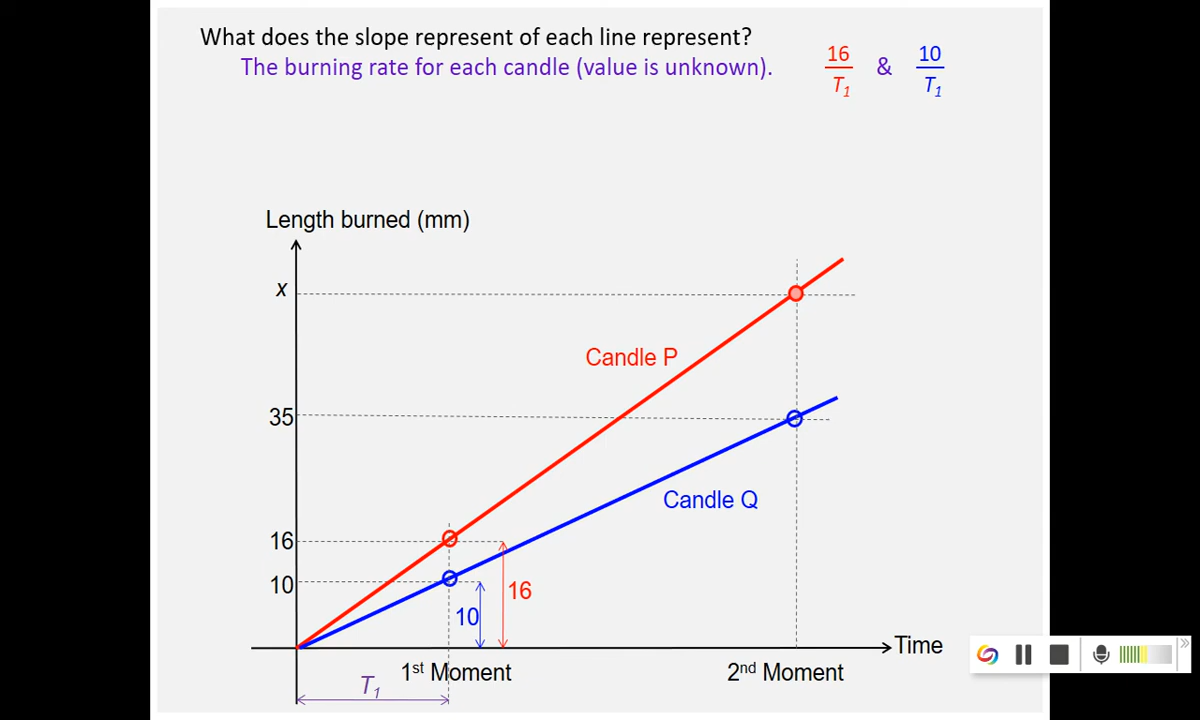 What does the slope represent of each line represent?
The burning rate for each candle (value is unknown).
16/T₁ & 10/T₁
Length burned (mm)
x
Candle P
35
Candle Q
16
10
16
10
Time
1st Moment
2nd Moment
T₁